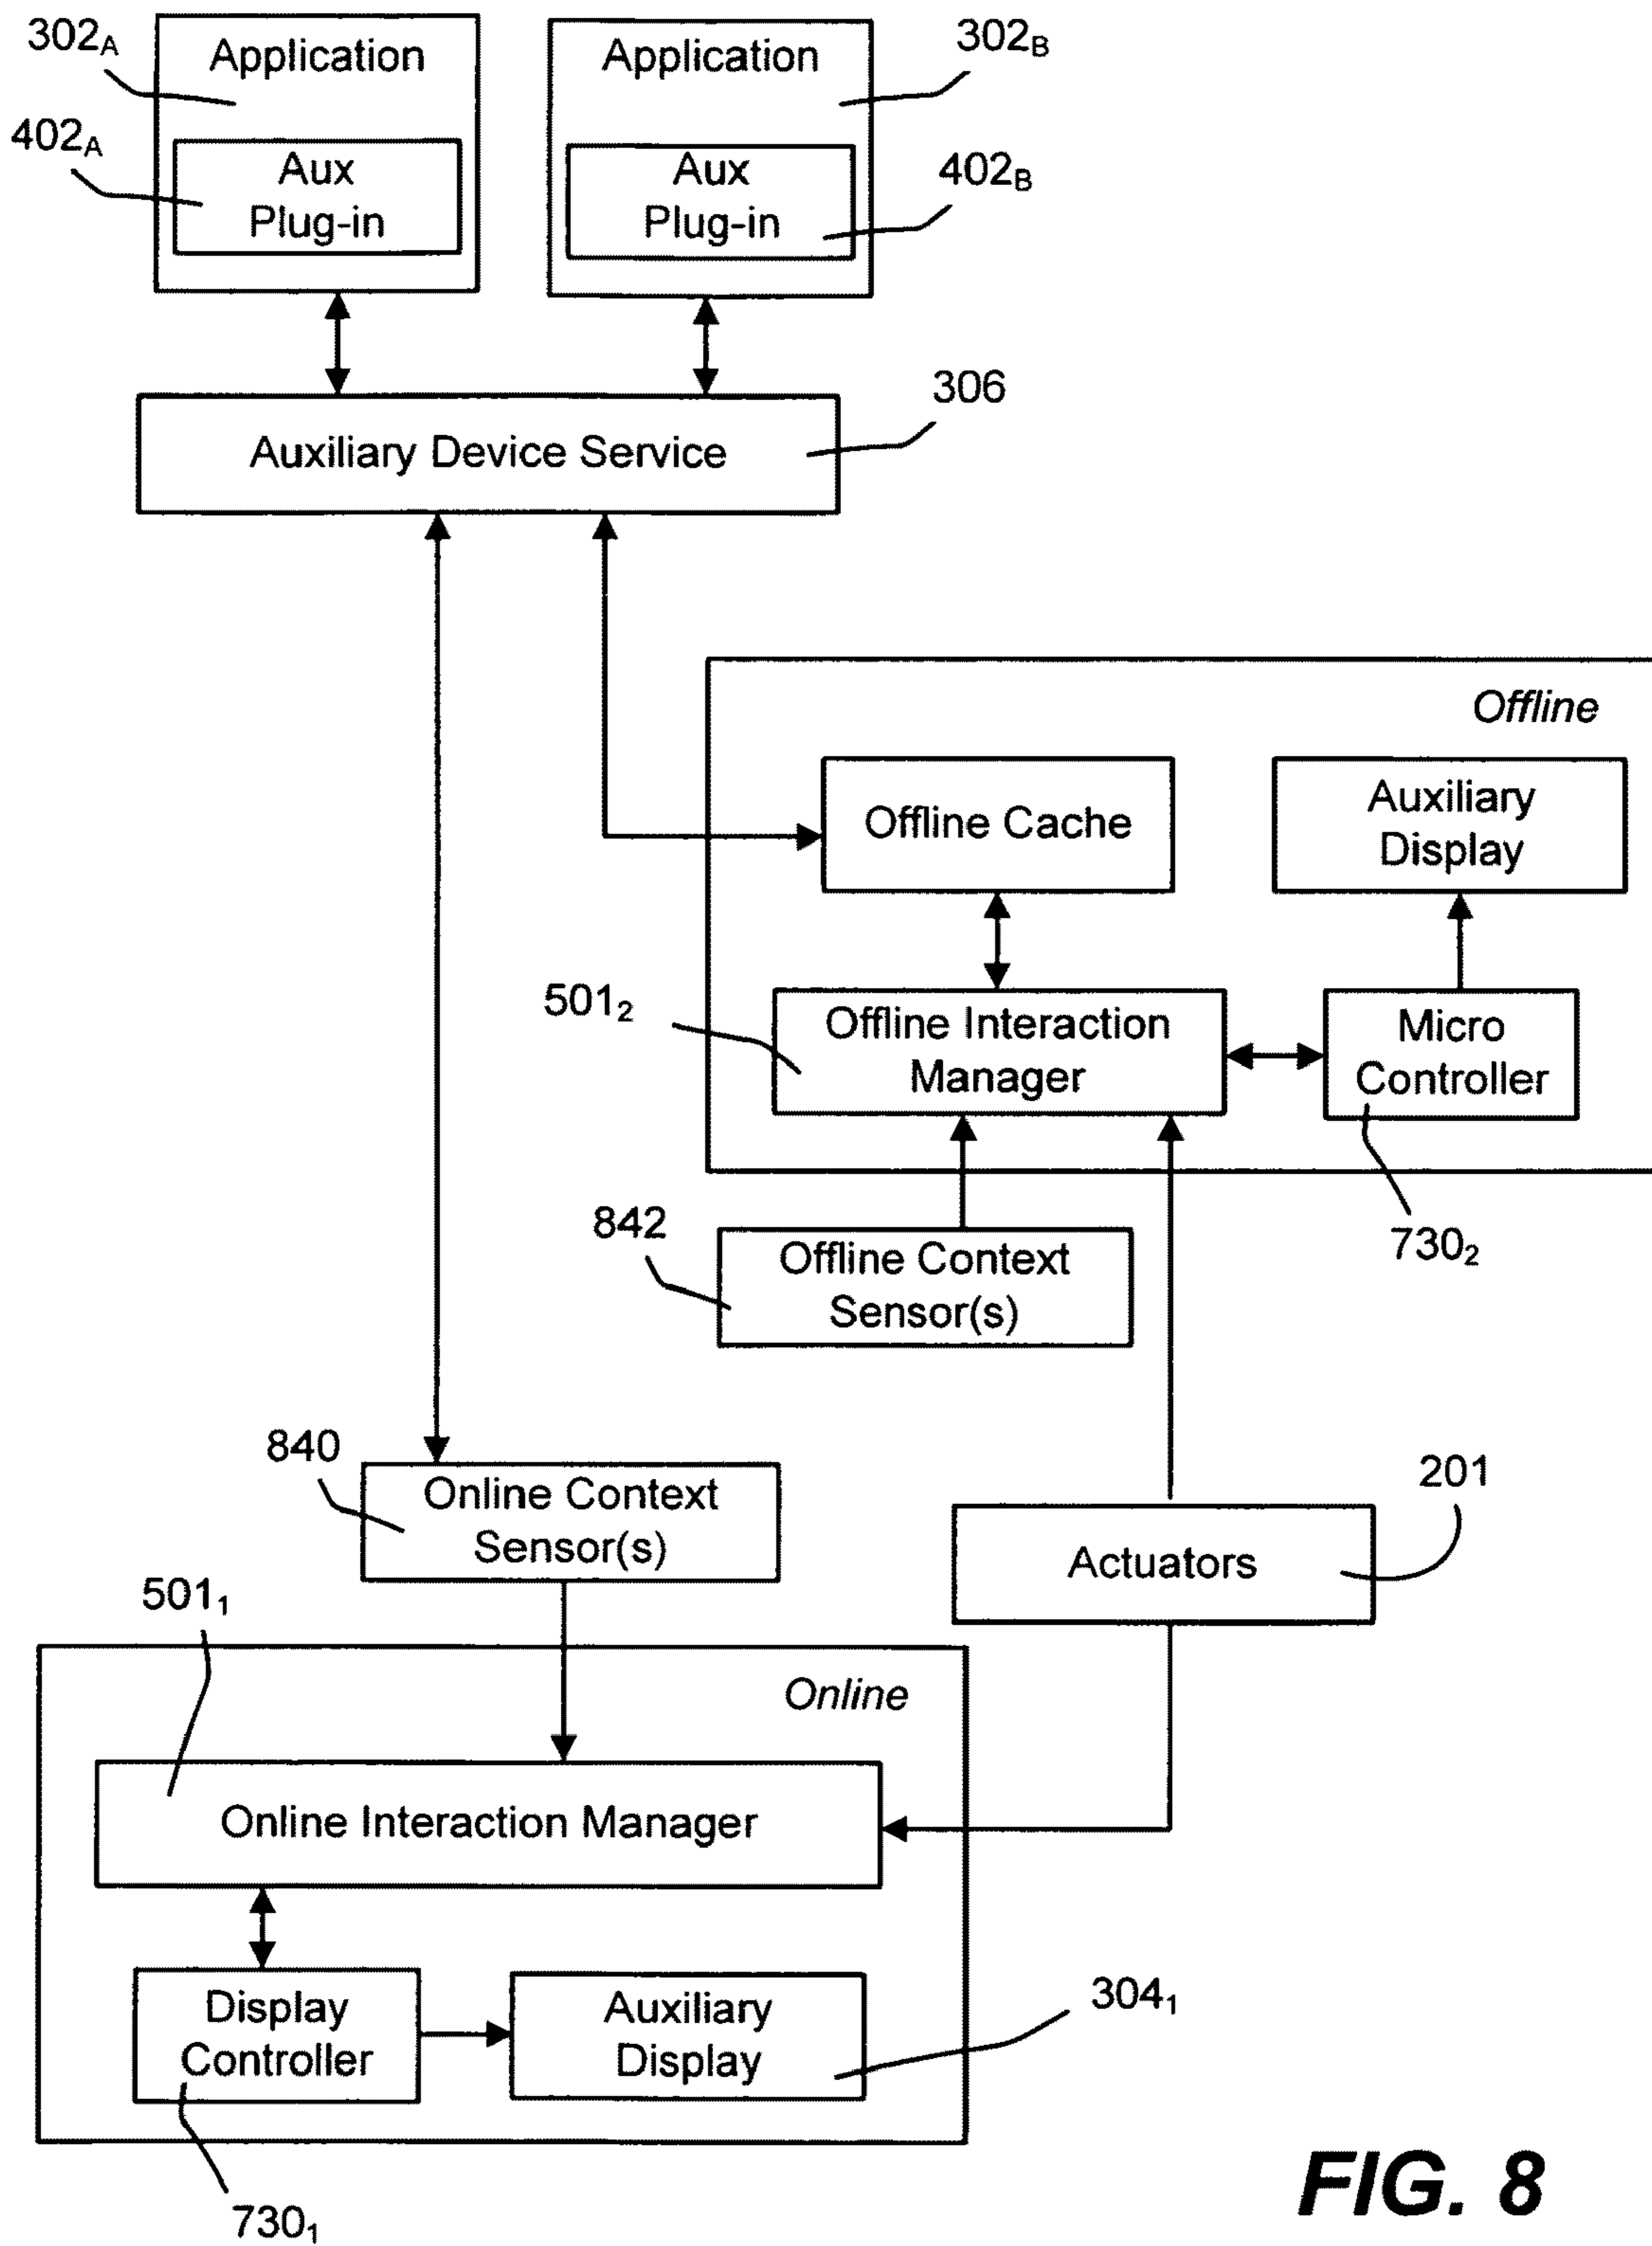 302A
Application
Application
302B
402A
Aux
Plug-in
Aux
Plug-in
402B
306
Auxiliary Device Service
Offline
Offline Cache
Auxiliary
Display
5012
Offline Interaction
Manager
Micro
Controller
842
7302
Offline Context
Sensor(s)
840
Online Context
Sensor(s)
201
Actuators
5011
Online
Online Interaction Manager
Display
Controller
Auxiliary
Display
3041
7301
FIG. 8